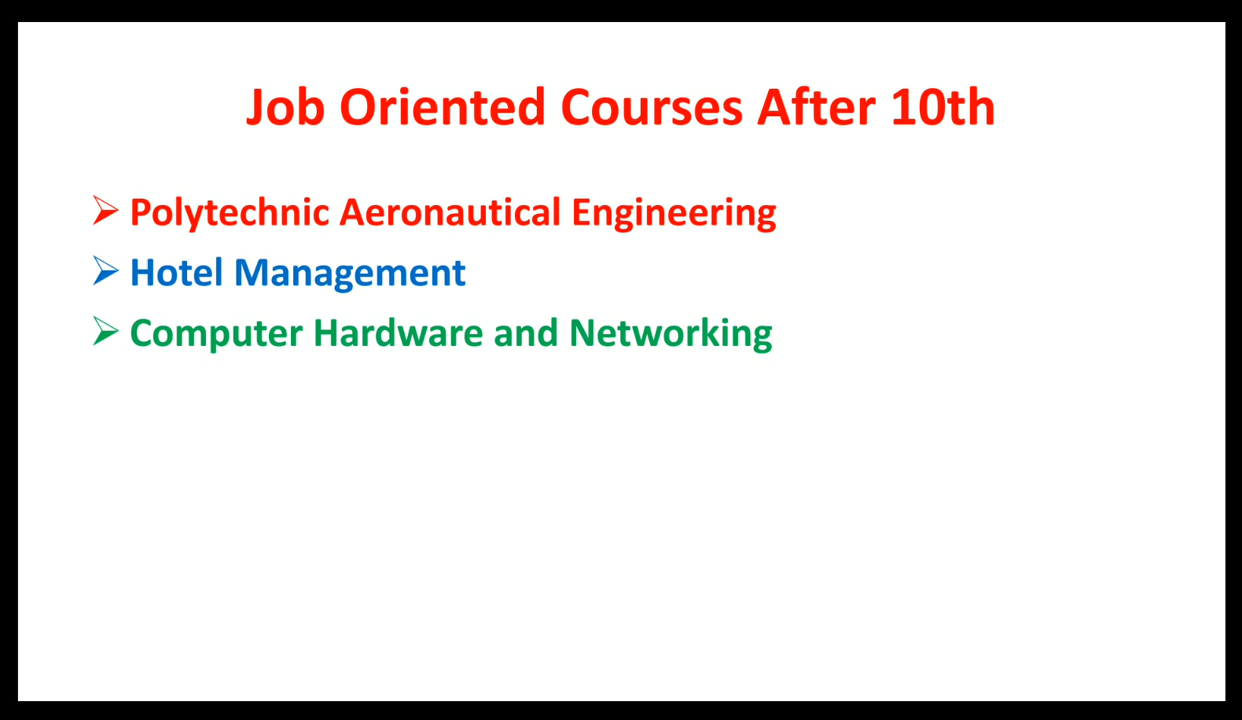 Job Oriented Courses After 10th
➢ Polytechnic Aeronautical Engineering
➢ Hotel Management
➢ Computer Hardware and Networking